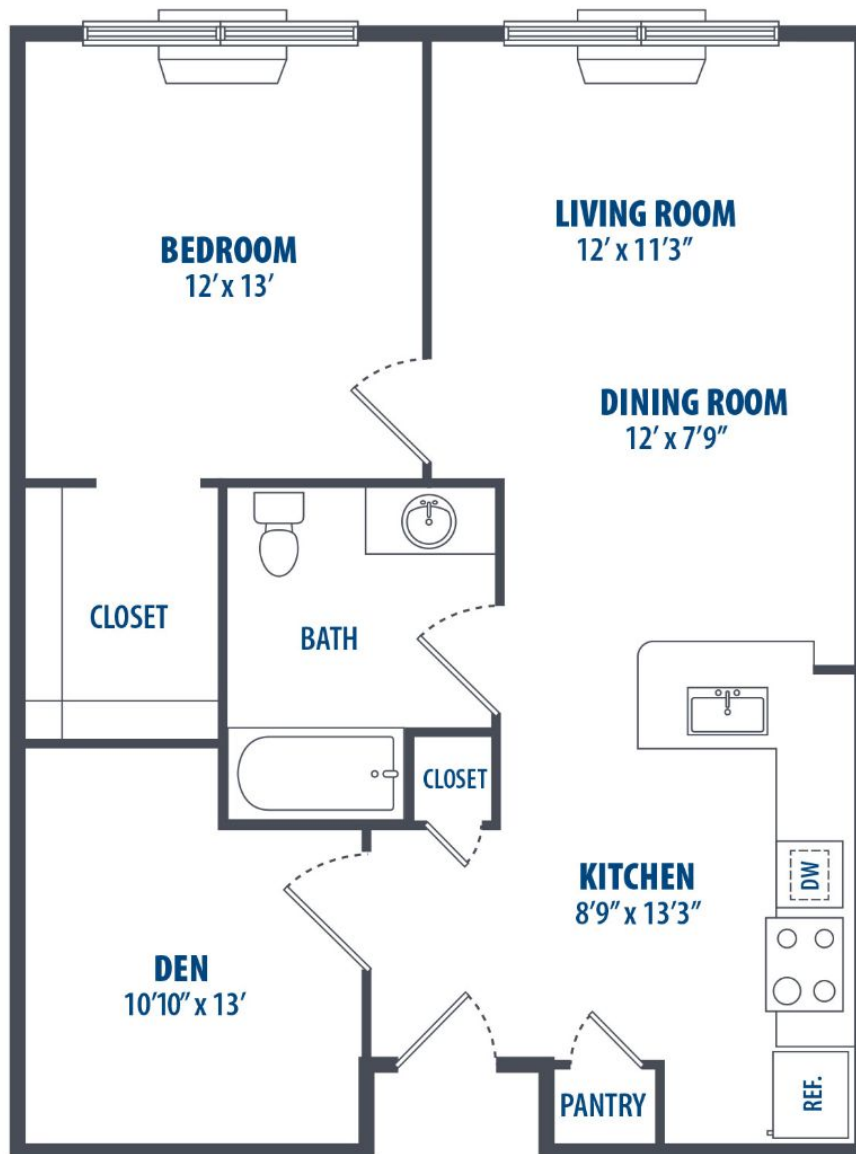 BEDROOM
12’ x 13’
LIVING ROOM
12’ x 11’3”
DINING ROOM
12’ x 7’9”
CLOSET
BATH
CLOSET
KITCHEN
8’9” x 13’3”
DW
DEN
10’10” x 13’
PANTRY
REF.